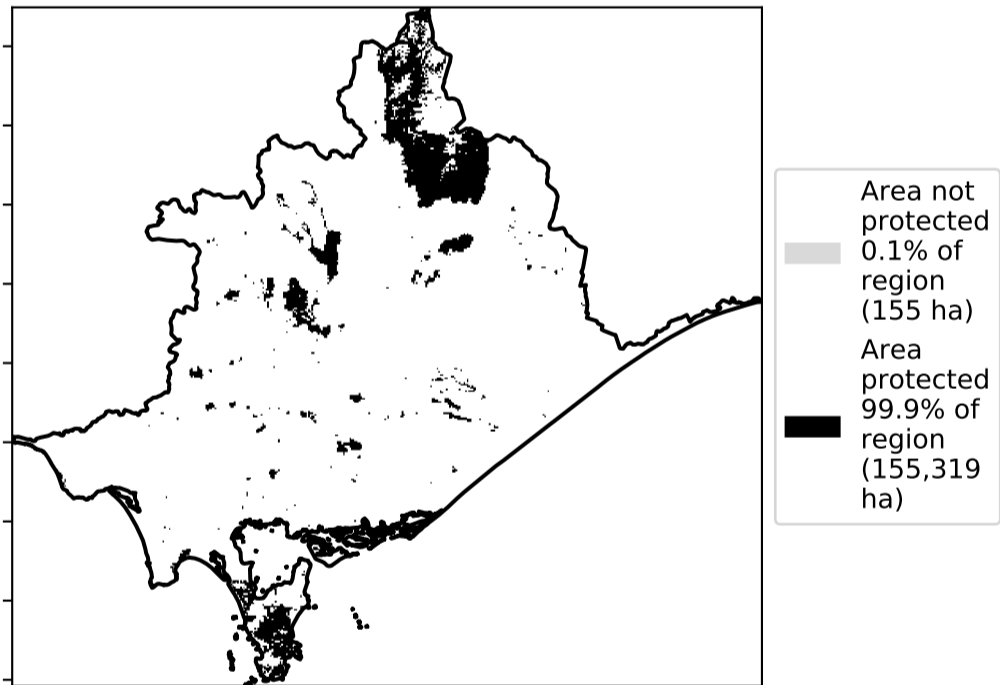 Area not
protected
0.1% of
region
(155 ha)
Area
protected
99.9% of
region
(155,319
ha)